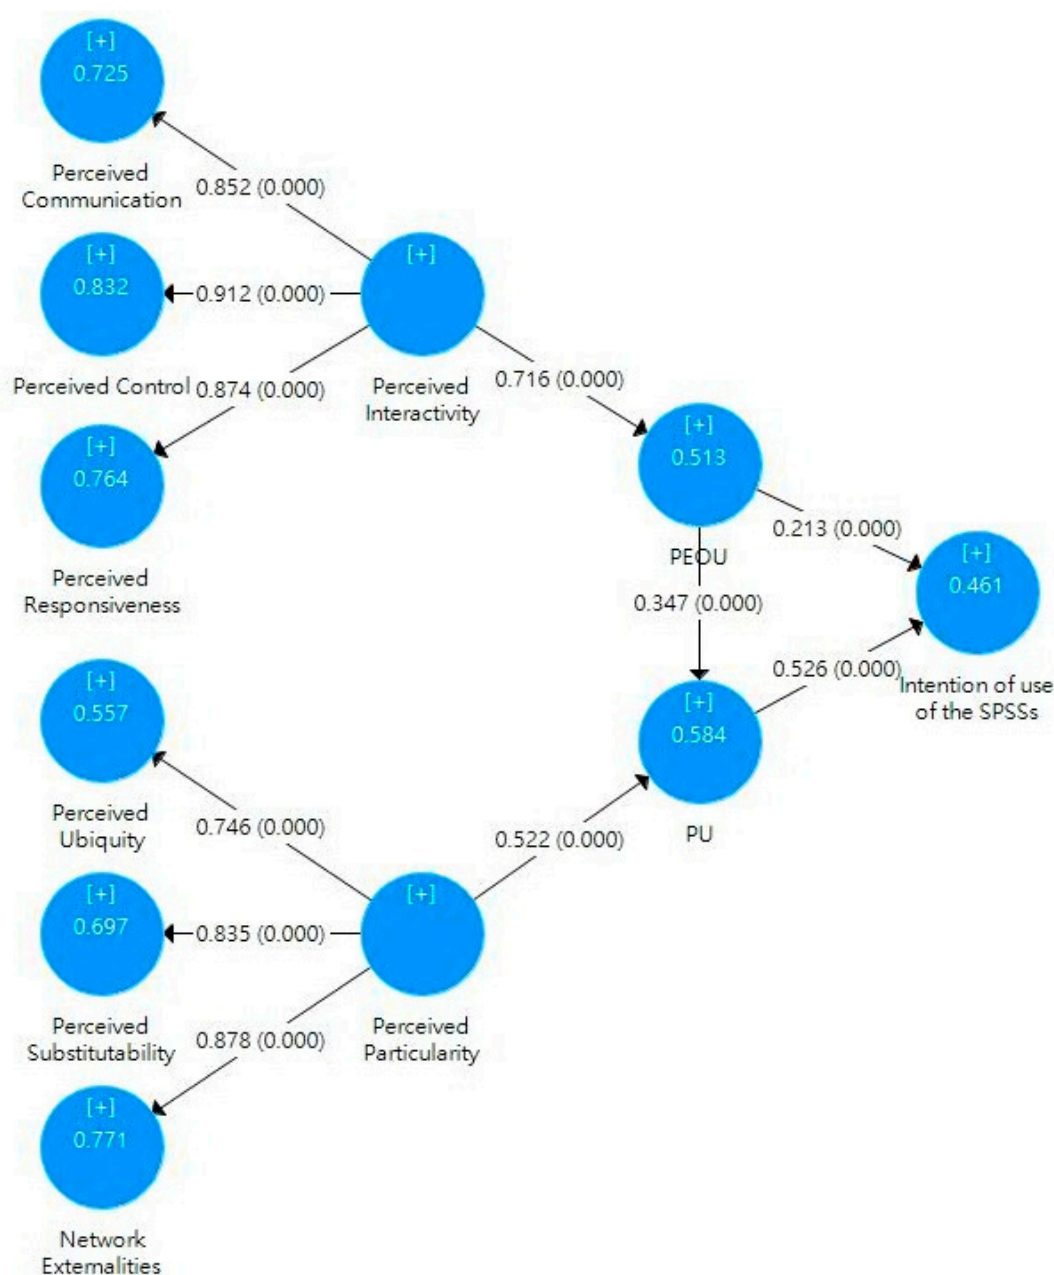 [+]
0.725
Perceived
Communication
0.852 (0.000)
[+]
0.832
Perceived Control
0.912 (0.000)
[+]
Perceived
Interactivity
0.874 (0.000)
0.716 (0.000)
[+]
0.764
Perceived
Responsiveness
[+]
0.513
PEOU
0.213 (0.000)
0.347 (0.000)
[+]
0.461
Intention of use
of the SPSSs
0.526 (0.000)
[+]
0.584
PU
[+]
0.557
Perceived
Ubiquity
0.746 (0.000)
0.522 (0.000)
[+]
0.697
Perceived
Substitutability
0.835 (0.000)
[+]
Perceived
Particularity
0.878 (0.000)
[+]
0.771
Network
Externalities